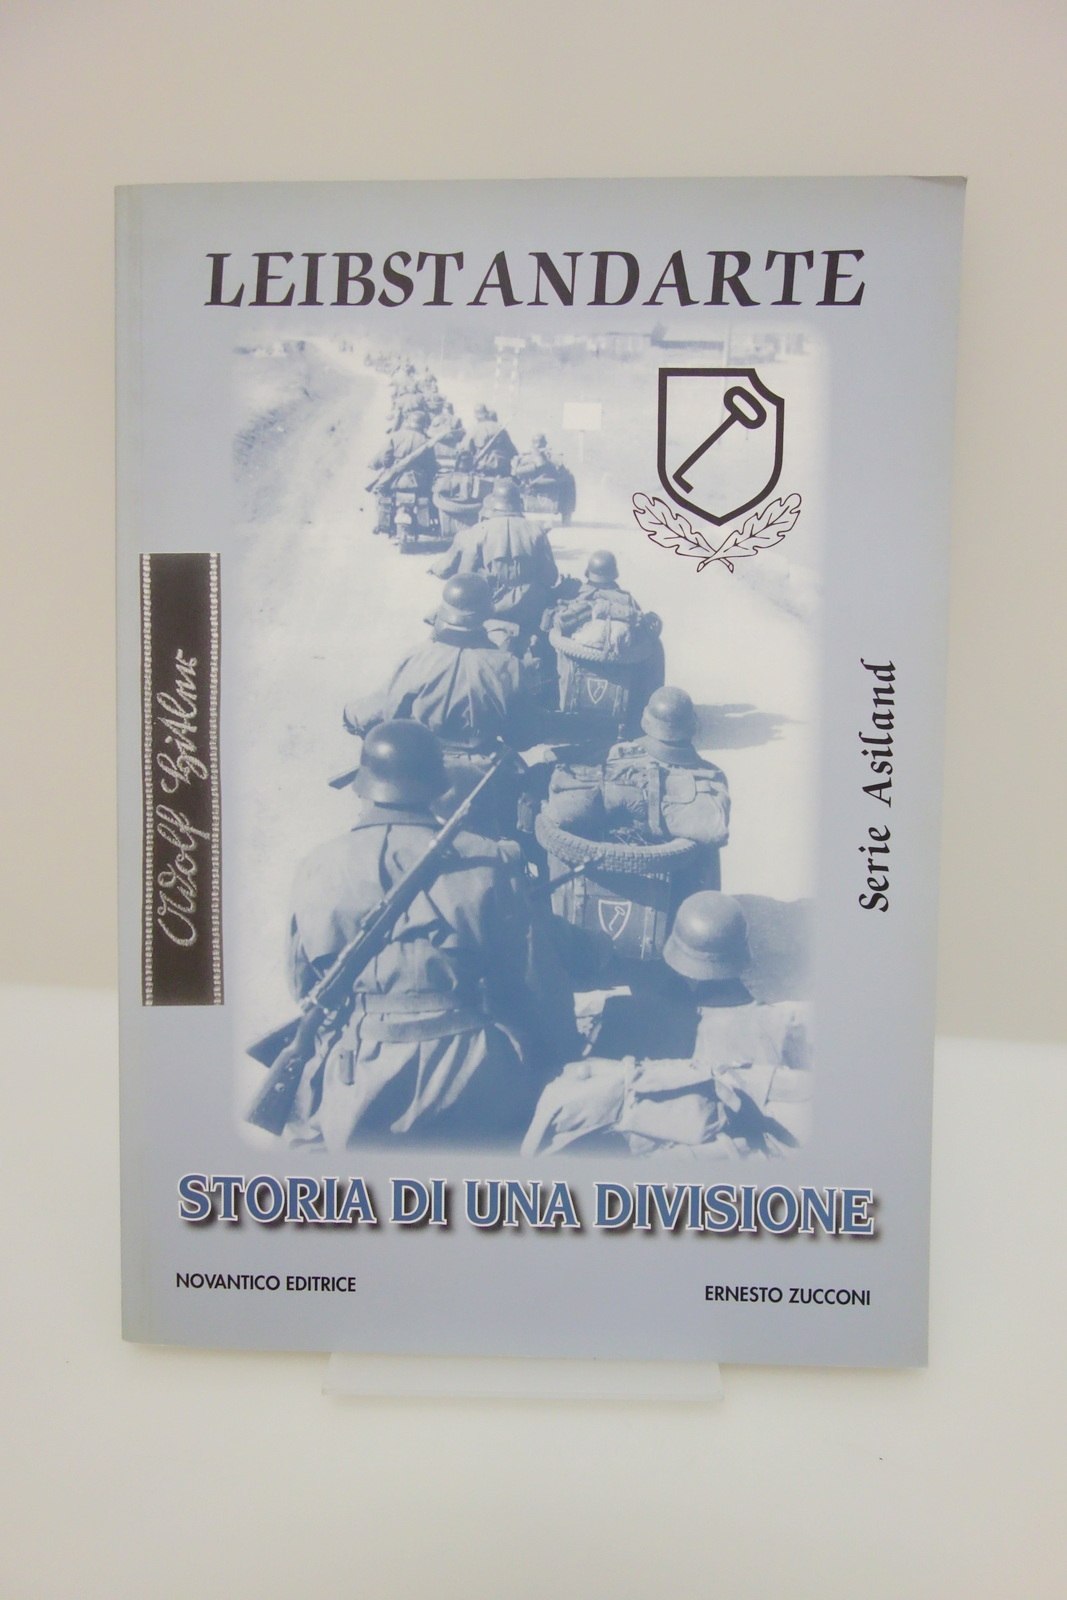 LEIBSTANDARTE
Adolf Hitler
Serie Asiland
STORIA DI UNA DIVISIONE
NOVANTICO EDITRICE
ERNESTO ZUCCONI